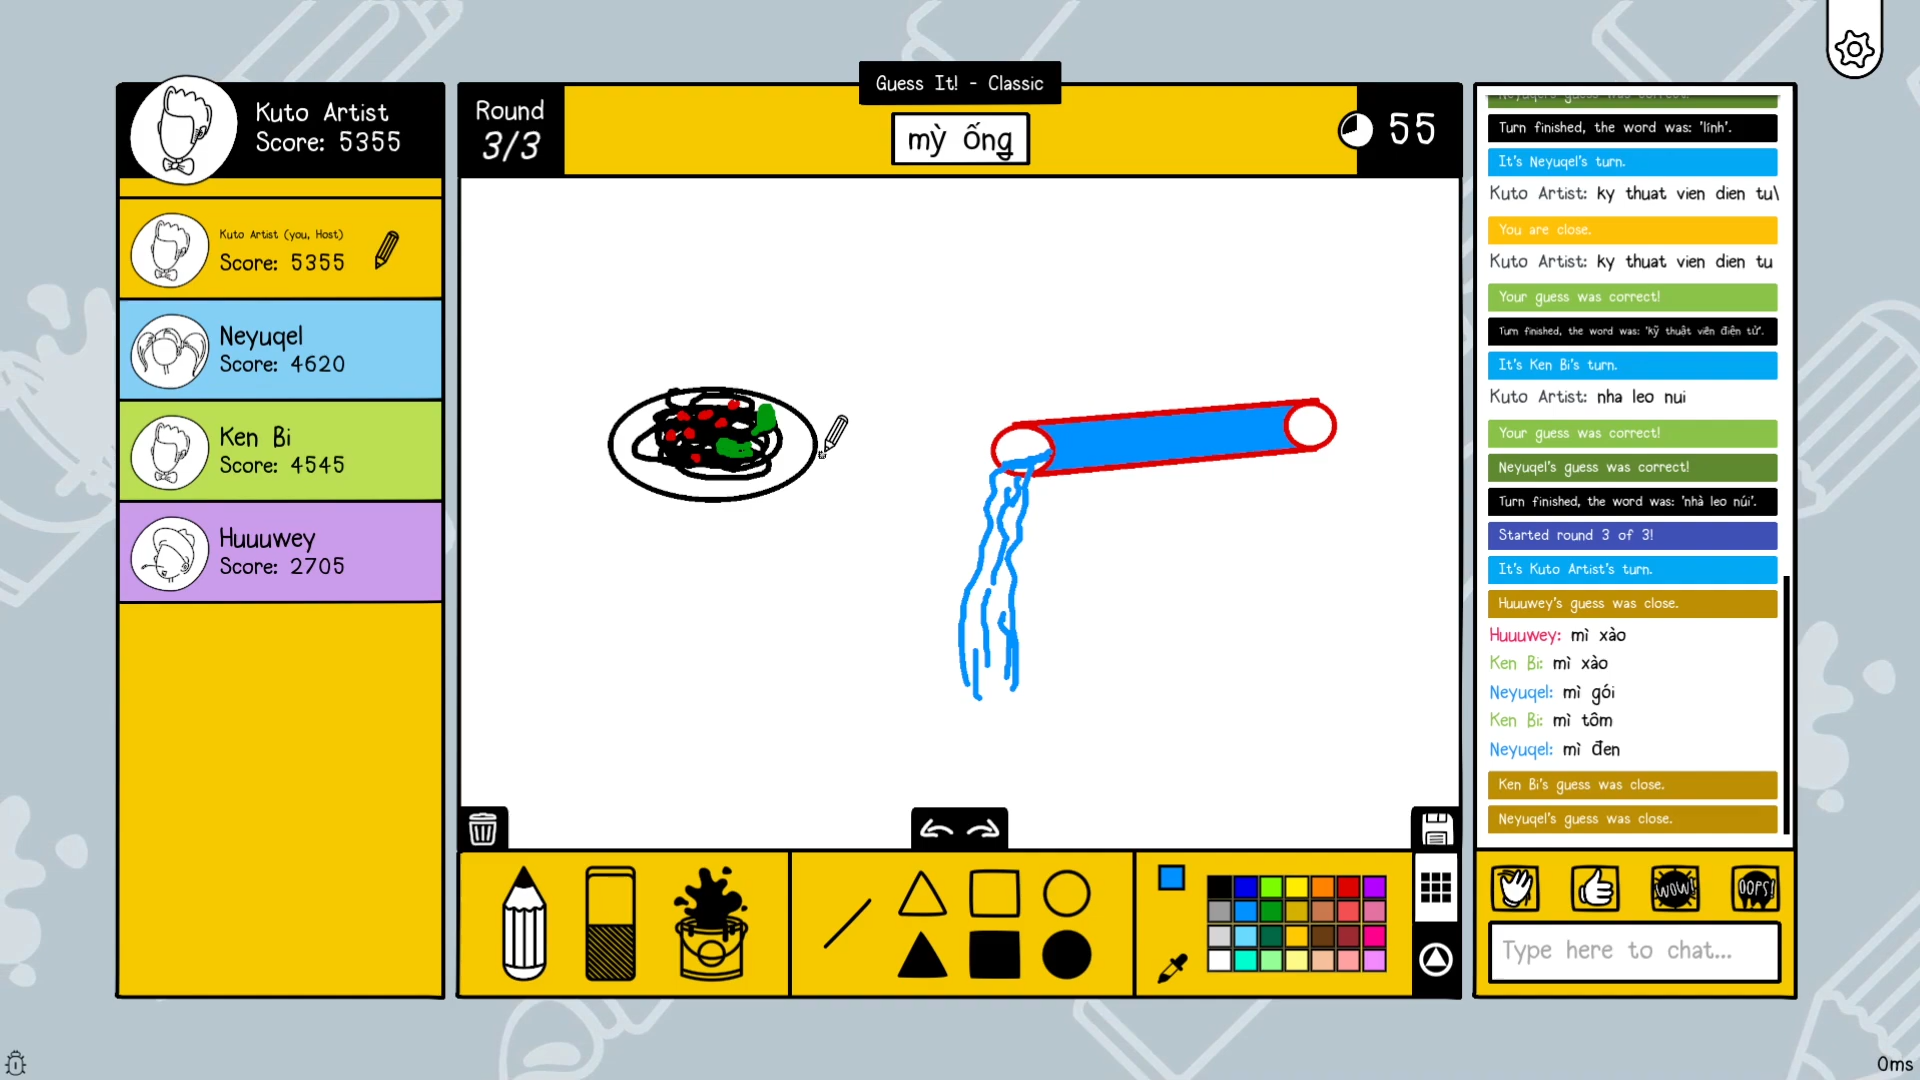 Guess It! - Classic
Kuto Artist
Score: 5355
Round
3/3
mỳ ống
55
Kuto Artist (you, Host)
Score: 5355
Neyuqel
Score: 4620
Ken Bi
Score: 4545
Huuuwey
Score: 2705
Turn finished, the word was: 'lính'.
It's Neyuqel's turn.
Kuto Artist: ky thuat vien dien tu\
You are close.
Kuto Artist: ky thuat vien dien tu
Your guess was correct!
Turn finished, the word was: 'kỹ thuật viên điện tử'.
It's Ken Bi's turn.
Kuto Artist: nha leo nui
Your guess was correct!
Neyuqel's guess was correct!
Turn finished, the word was: 'nhà leo núi'.
Started round 3 of 3!
It's Kuto Artist's turn.
Huuuwey's guess was close.
Huuuwey: mì xào
Ken Bi: mì xào
Neyuqel: mì gói
Ken Bi: mì tôm
Neyuqel: mì đen
Ken Bi's guess was close.
Neyuqel's guess was close.
WOW!
OOPS!
Type here to chat...
0ms